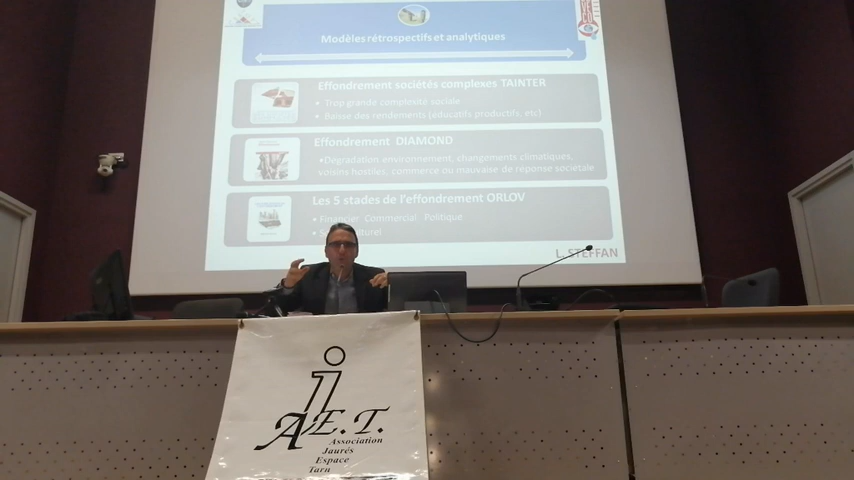 Modèles rétrospectifs et analytiques
Effondrement sociétés complexes TAINTER
• Trop grande complexité sociale
• Baisse des rendements (éducatifs productifs, etc)
Effondrement DIAMOND
•Dégradation environnement, changements climatiques,
voisins hostiles, commerce ou mauvaise de réponse sociétale
Les 5 stades de l'effondrement ORLOV
• Financier Commercial Politique
L. STEFFAN
j
A E.T.
Association
Jaurés
Espace
Tarn